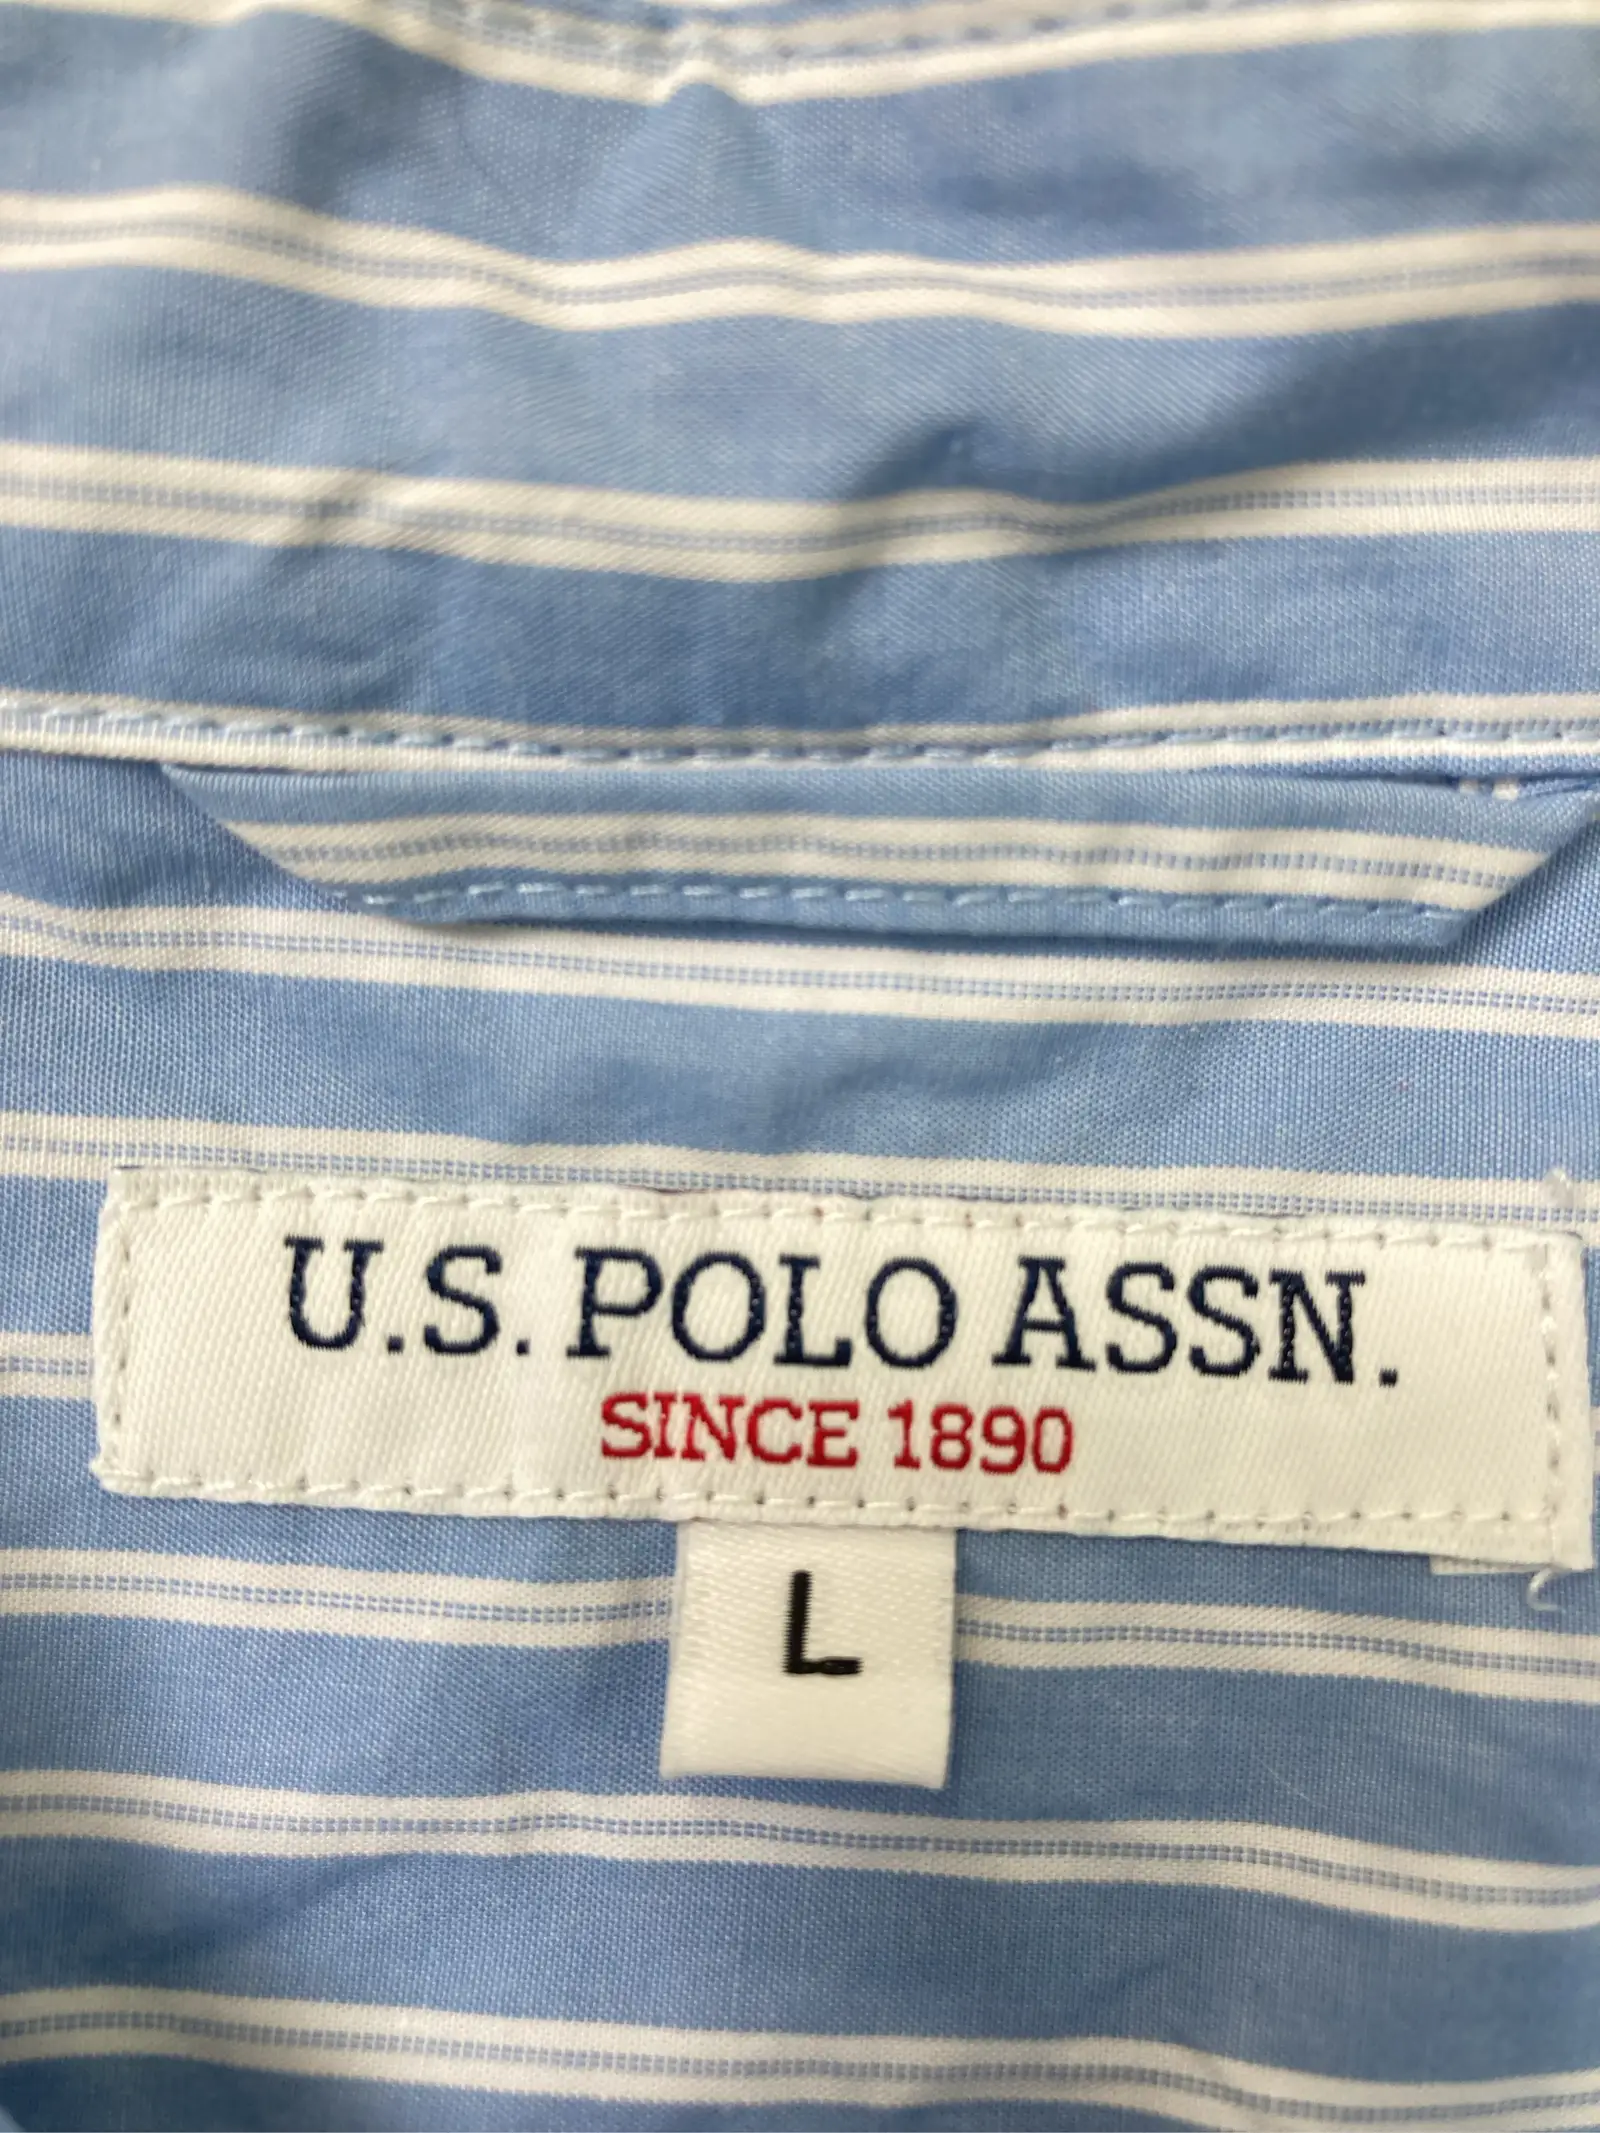 U.S. POLO ASSN.
SINCE 1890
L